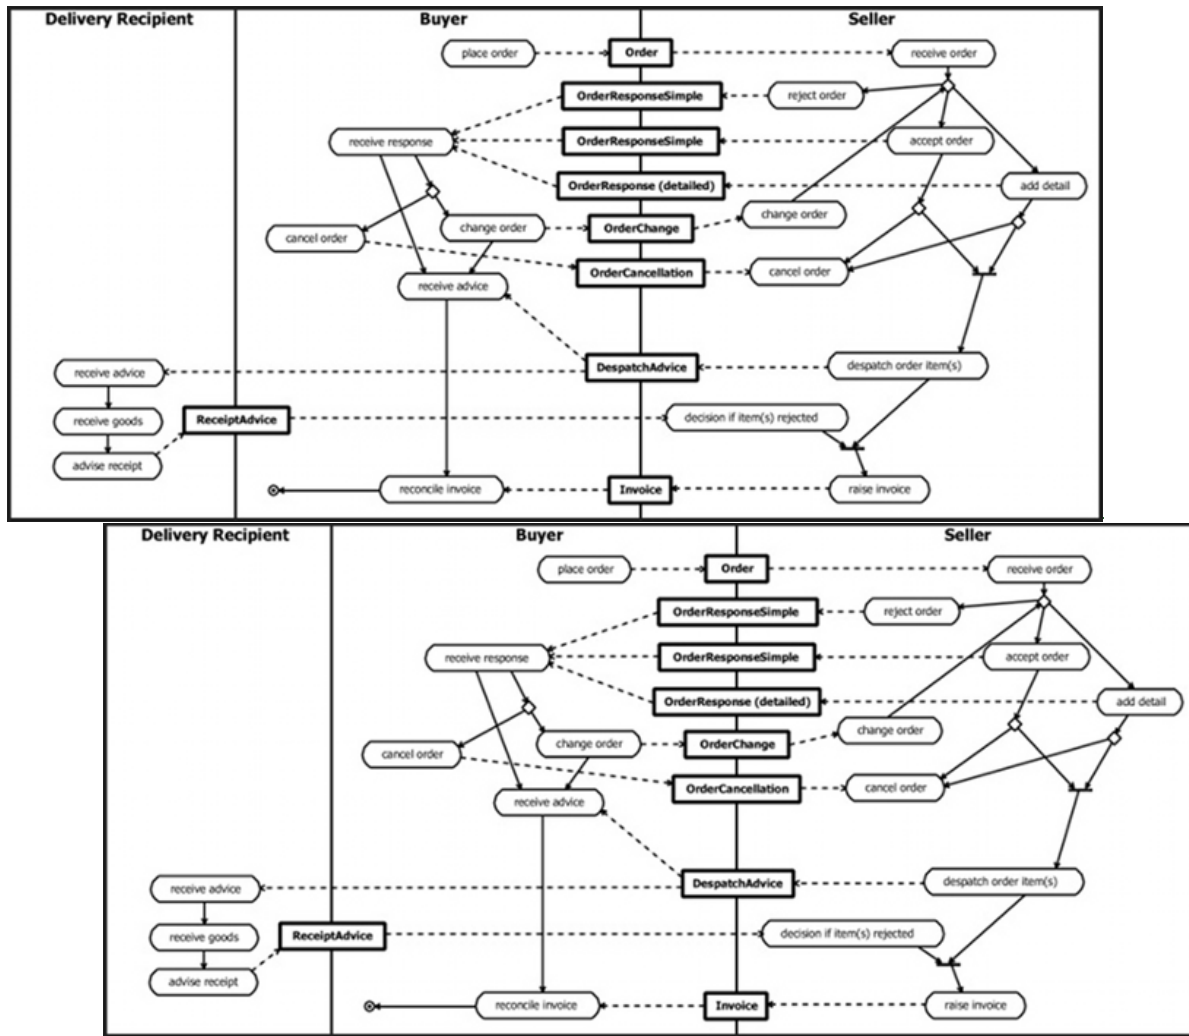 Delivery Recipient Buyer Seller
place order Order receive order
OrderResponseSimple reject order
receive response OrderResponseSimple accept order
OrderResponse (detailed) add detail
change order OrderChange change order
cancel order
OrderCancellation cancel order
receive advice
receive advice DespatchAdvice despatch order item(s)
receive goods ReceiptAdvice decision if item(s) rejected
advise receipt
reconcile invoice Invoice raise invoice
Delivery Recipient Buyer Seller
place order Order receive order
OrderResponseSimple reject order
receive response OrderResponseSimple accept order
OrderResponse (detailed) add detail
change order OrderChange change order
cancel order
OrderCancellation cancel order
receive advice
receive advice DespatchAdvice despatch order item(s)
receive goods ReceiptAdvice decision if item(s) rejected
advise receipt
reconcile invoice Invoice raise invoice